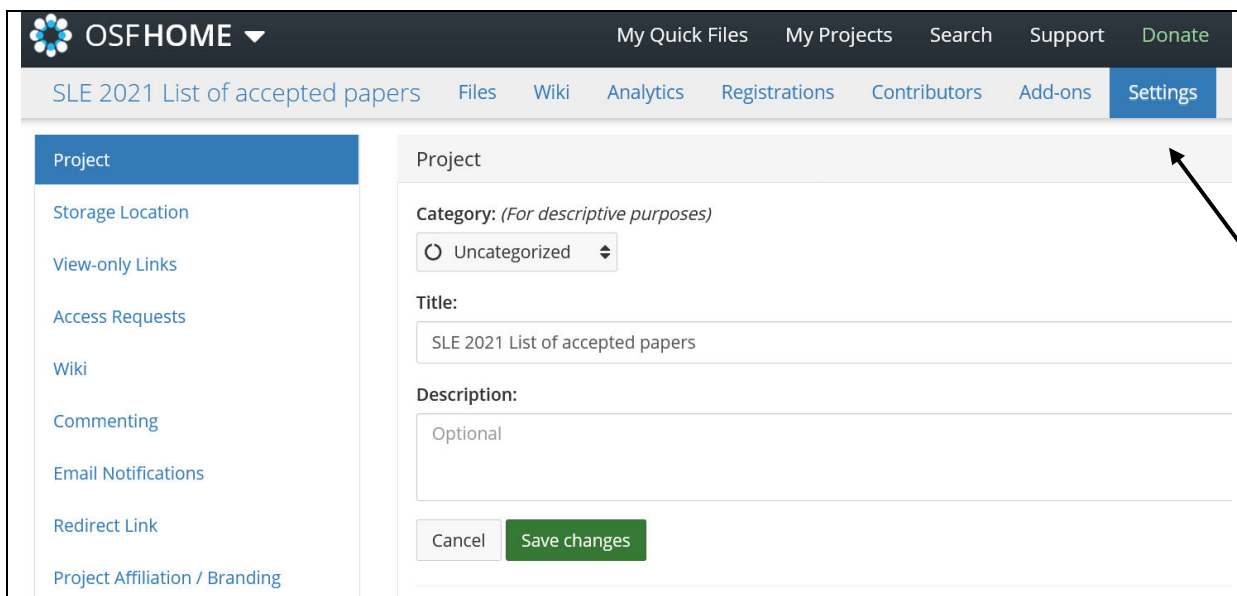 OSFHOME My Quick Files My Projects Search Support Donate
SLE 2021 List of accepted papers Files Wiki Analytics Registrations Contributors Add-ons Settings
Project
Storage Location
View-only Links
Access Requests
Wiki
Commenting
Email Notifications
Redirect Link
Project Affiliation / Branding
Project
Category: (For descriptive purposes)
Uncategorized
Title:
SLE 2021 List of accepted papers
Description:
Optional
Cancel Save changes